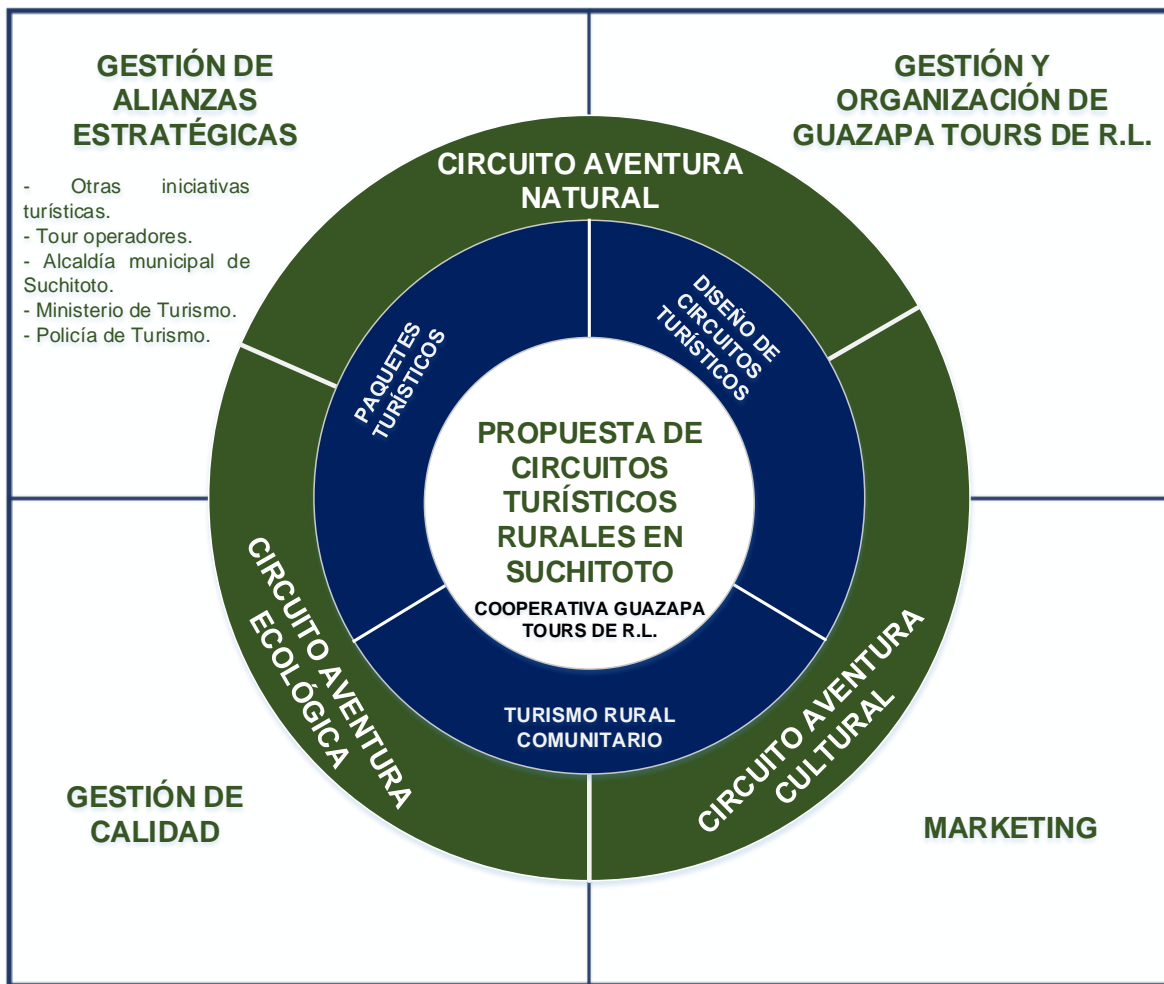 GESTIÓN DE
ALIANZAS
ESTRATÉGICAS
- Otras iniciativas
turísticas.
- Tour operadores.
- Alcaldía municipal de
Suchitoto.
- Ministerio de Turismo.
- Policía de Turismo.
GESTIÓN Y
ORGANIZACIÓN DE
GUAZAPA TOURS DE R.L.
CIRCUITO AVENTURA
NATURAL
PAQUETES
TURÍSTICOS
DISEÑO DE
CIRCUITOS
TURÍSTICOS
PROPUESTA DE
CIRCUITOS
TURÍSTICOS
RURALES EN
SUCHITOTO
COOPERATIVA GUAZAPA
TOURS DE R.L.
TURISMO RURAL
COMUNITARIO
CIRCUITO AVENTURA
ECOLÓGICA
CIRCUITO AVENTURA
CULTURAL
GESTIÓN DE
CALIDAD
MARKETING